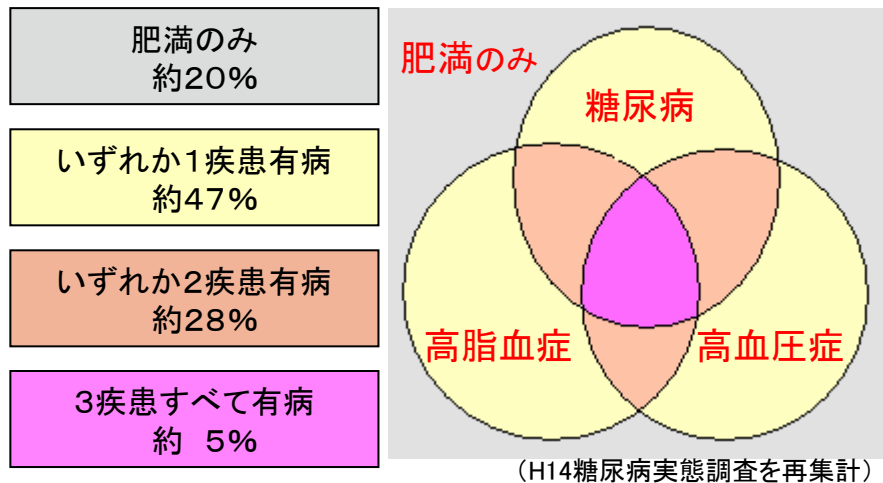 肥満のみ
約20%
いずれか1疾患有病
約47%
いずれか2疾患有病
約28%
3疾患すべて有病
約 5%
肥満のみ
糖尿病
高脂血症
高血圧症
（H14糖尿病実態調査を再集計）